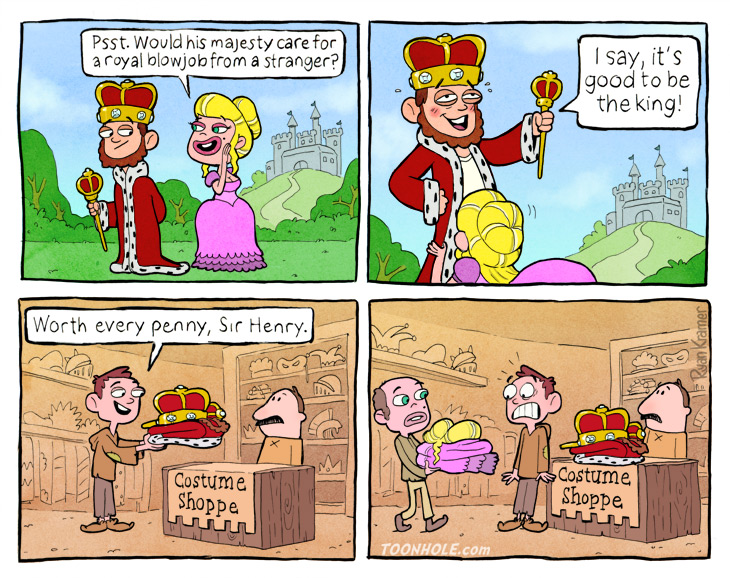 Psst. Would his majesty care for
a royal blowjob from a stranger?
I say, it's
good to be
the king!
Worth every penny, Sir Henry.
Costume
Shoppe
Costume
Shoppe
Ryan Kramer
TOONHOLE.com